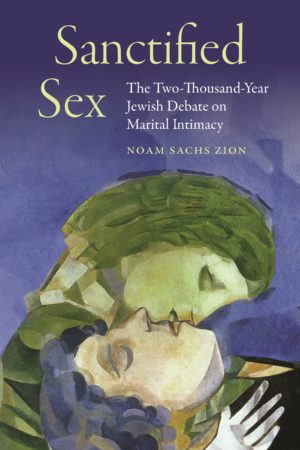 Sanctified
Sex
The Two-Thousand-Year
Jewish Debate on
Marital Intimacy
NOAM SACHS ZION